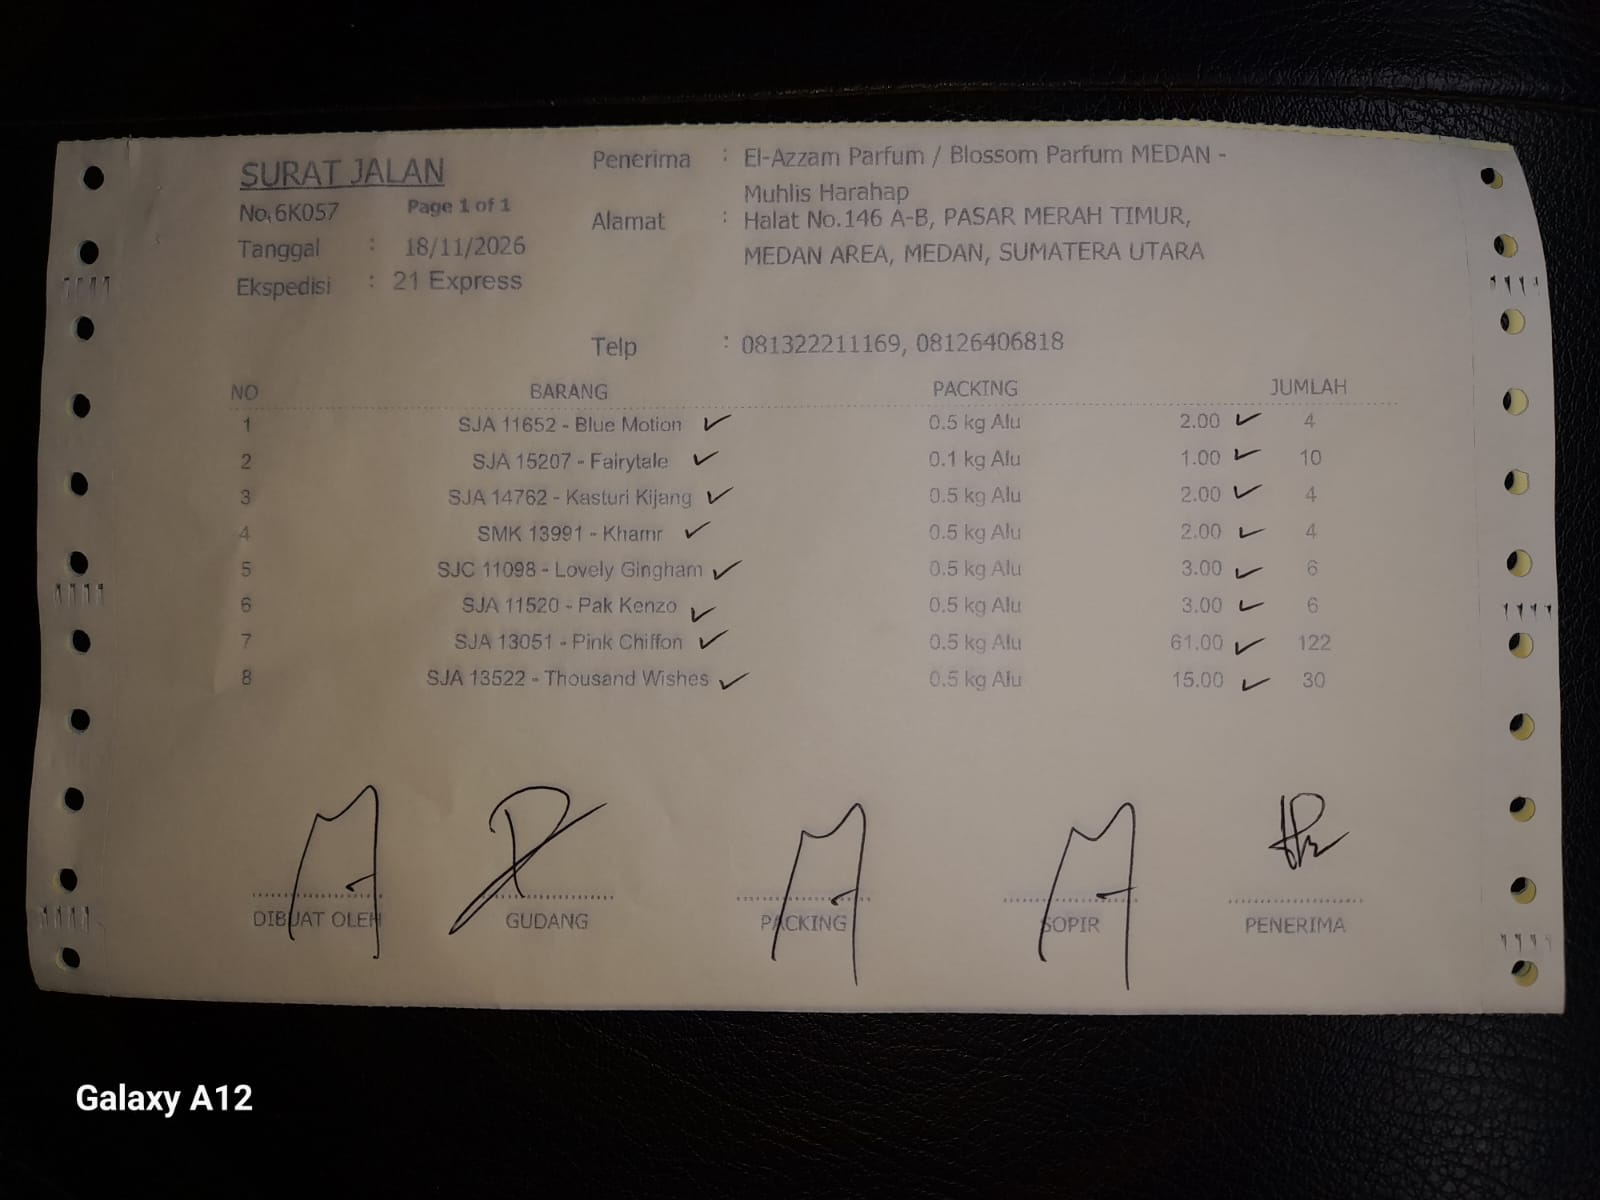 SURAT JALAN
No.6K057 Page 1 of 1
Tanggal : 18/11/2026
Ekspedisi : 21 Express
Penerima : El-Azzam Parfum / Blossom Parfum MEDAN -
Muhlis Harahap
Alamat : Halat No.146 A-B, PASAR MERAH TIMUR,
MEDAN AREA, MEDAN, SUMATERA UTARA
Telp : 081322211169, 08126406818
NO BARANG PACKING JUMLAH
1 SJA 11652 - Blue Motion ✓ 0.5 kg Alu 2.00 ✓ 4
2 SJA 15207 - Fairytale ✓ 0.1 kg Alu 1.00 ✓ 10
3 SJA 14762 - Kasturi Kijang ✓ 0.5 kg Alu 2.00 ✓ 4
4 SMK 13991 - Khamr ✓ 0.5 kg Alu 2.00 ✓ 4
5 SJC 11098 - Lovely Gingham ✓ 0.5 kg Alu 3.00 ✓ 6
6 SJA 11520 - Pak Kenzo ✓ 0.5 kg Alu 3.00 ✓ 6
7 SJA 13051 - Pink Chiffon ✓ 0.5 kg Alu 61.00 ✓ 122
8 SJA 13522 - Thousand Wishes ✓ 0.5 kg Alu 15.00 ✓ 30
DIBUAT OLEH GUDANG PACKING SOPIR PENERIMA
Galaxy A12